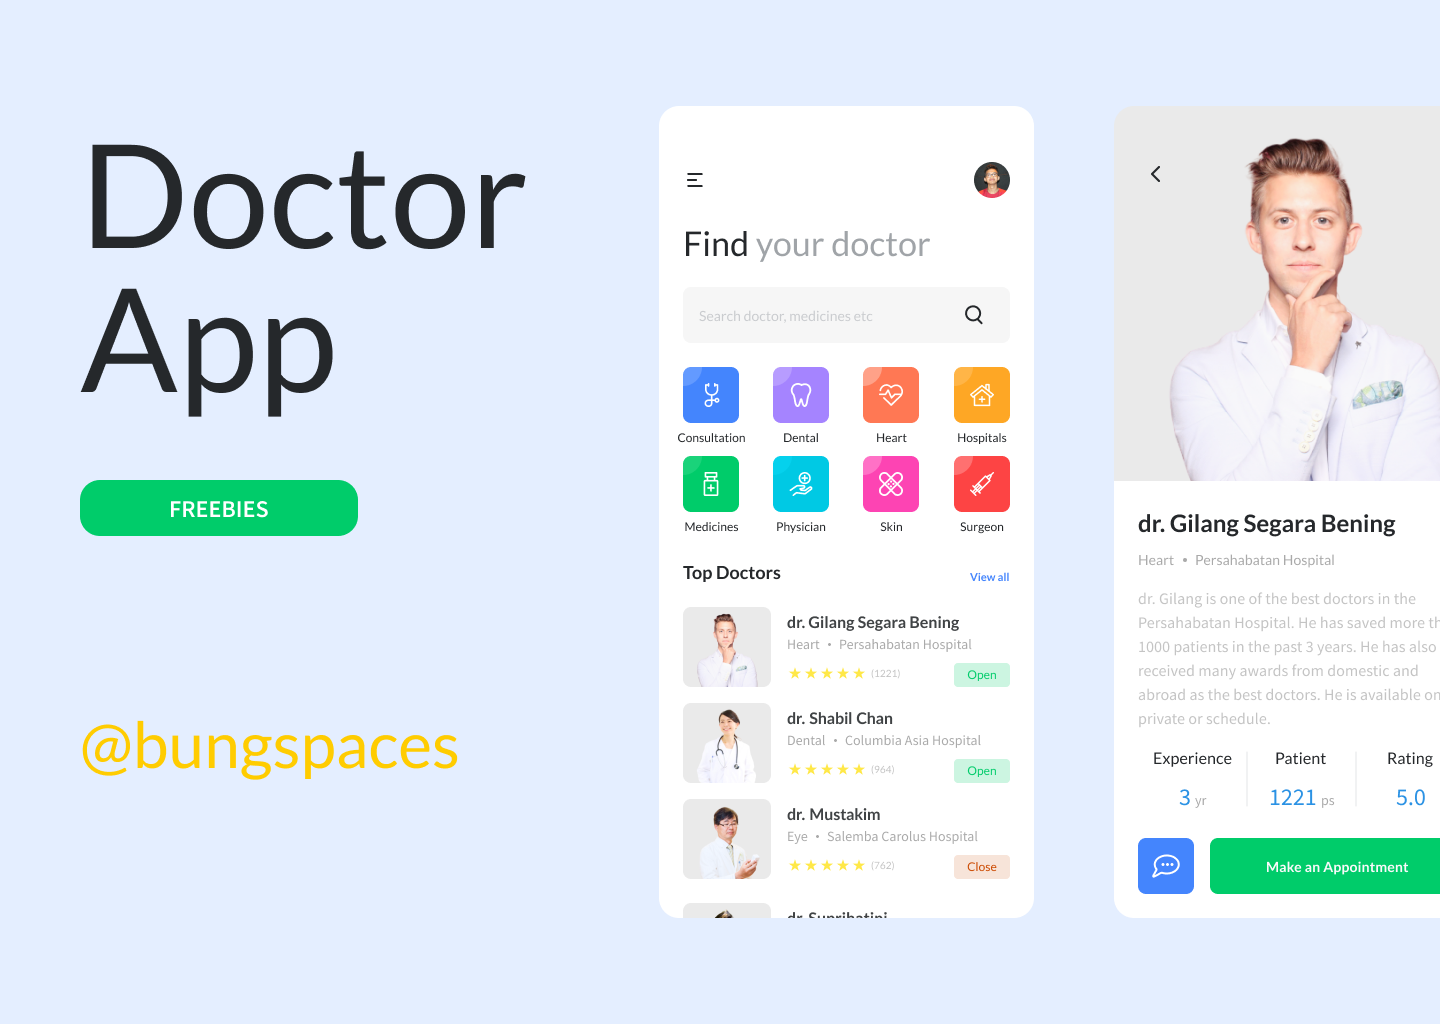 Doctor
App
FREEBIES
@bungspaces
Find your doctor
Search doctor, medicines etc
Consultation
Dental
Heart
Hospitals
Medicines
Physician
Skin
Surgeon
Top Doctors
View all
dr. Gilang Segara Bening
Heart • Persahabatan Hospital
(1221)
Open
dr. Shabil Chan
Dental • Columbia Asia Hospital
(964)
Open
dr. Mustakim
Eye • Salemba Carolus Hospital
(762)
Close
dr. Suprihatini
dr. Gilang Segara Bening
Heart • Persahabatan Hospital
dr. Gilang is one of the best doctors in the
Persahabatan Hospital. He has saved more th
1000 patients in the past 3 years. He has also
received many awards from domestic and
abroad as the best doctors. He is available on
private or schedule.
Experience
Patient
Rating
3 yr
1221 ps
5.0
Make an Appointment